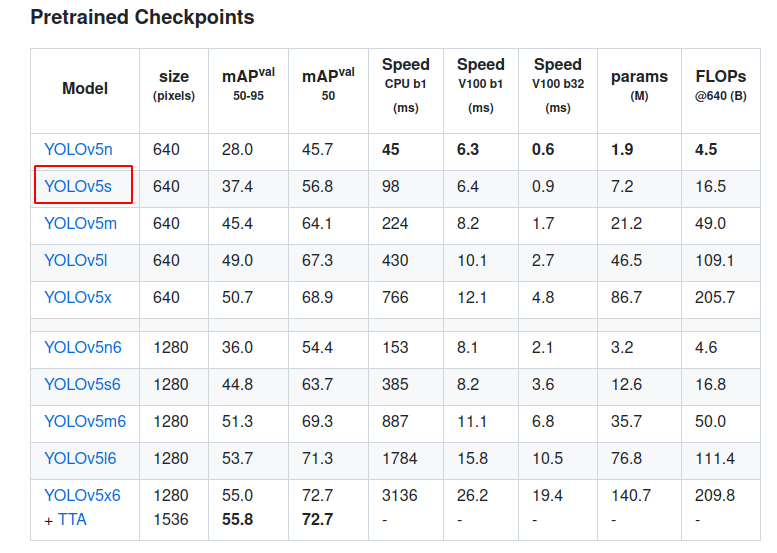 Pretrained Checkpoints
Model size (pixels) mAPval 50-95 mAPval 50 Speed CPU b1 (ms) Speed V100 b1 (ms) Speed V100 b32 (ms) params (M) FLOPs @640 (B)
YOLOv5n 640 28.0 45.7 45 6.3 0.6 1.9 4.5
YOLOv5s 640 37.4 56.8 98 6.4 0.9 7.2 16.5
YOLOv5m 640 45.4 64.1 224 8.2 1.7 21.2 49.0
YOLOv5l 640 49.0 67.3 430 10.1 2.7 46.5 109.1
YOLOv5x 640 50.7 68.9 766 12.1 4.8 86.7 205.7
YOLOv5n6 1280 36.0 54.4 153 8.1 2.1 3.2 4.6
YOLOv5s6 1280 44.8 63.7 385 8.2 3.6 12.6 16.8
YOLOv5m6 1280 51.3 69.3 887 11.1 6.8 35.7 50.0
YOLOv5l6 1280 53.7 71.3 1784 15.8 10.5 76.8 111.4
YOLOv5x6 1280 55.0 72.7 3136 26.2 19.4 140.7 209.8
+ TTA 1536 55.8 72.7 - - - - -